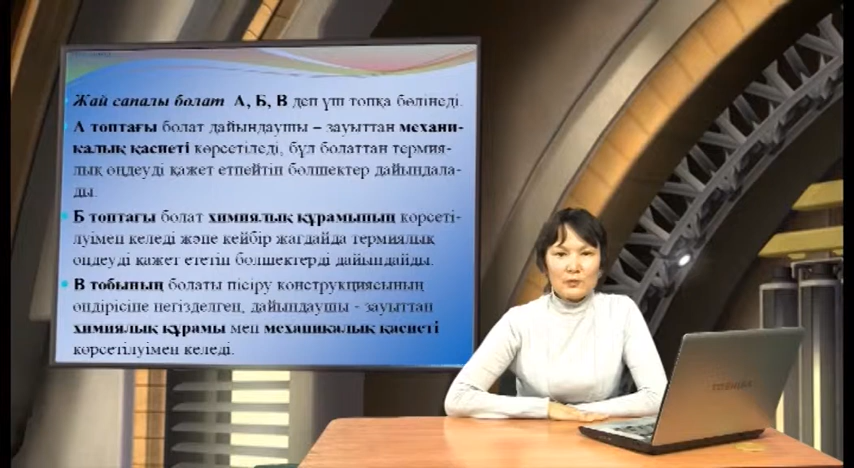 Жай сапалы болат А, Б, В деп үш топқа бөлінеді.
А топтағы болат дайындаушы – зауыттан механи-
калық қасиеті көрсетіледі, бұл болаттан термия-
лық өңдеуді қажет етпейтін бөлшектер дайындала-
ды.
Б топтағы болат химиялық құрамының көрсеті-
луімен келеді және кейбір жағдайда термиялық
өңдеуді қажет ететін бөлшектерді дайындайды.
В тобының болаты пісіру конструкциясының
өндірісіне негізделген, дайындаушы - зауыттан
химиялық құрамы мен механикалық қасиеті
көрсетілуімен келеді.
TOSHIBA